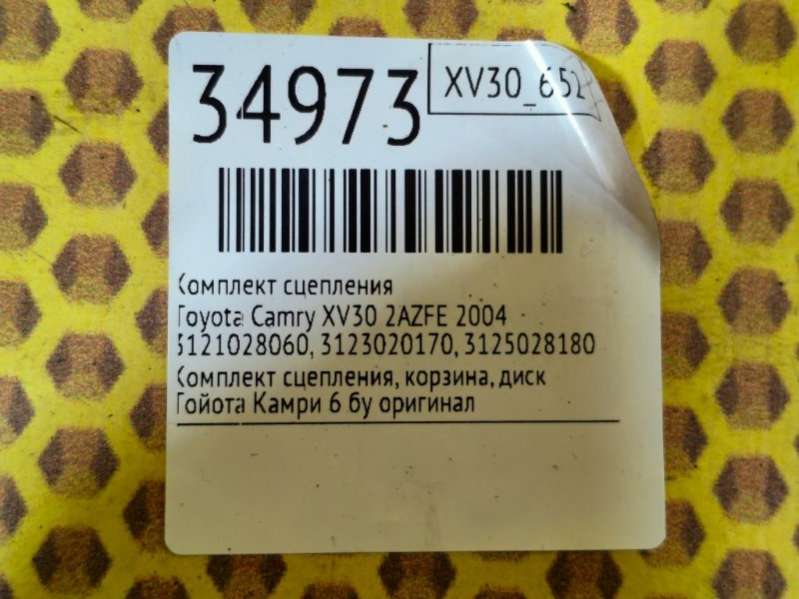 34973
XV30_652
Комплект сцепления
Toyota Camry XV30 2AZFE 2004
3121028060, 3123020170, 3125028180
Комплект сцепления, корзина, диск
Тойота Камри 6 бу оригинал